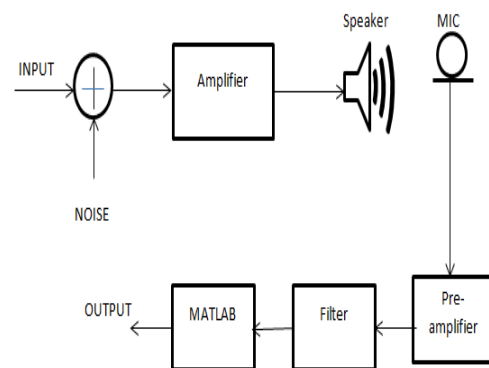 Speaker
MIC
INPUT
Amplifier
NOISE
OUTPUT
MATLAB
Filter
Pre-
amplifier